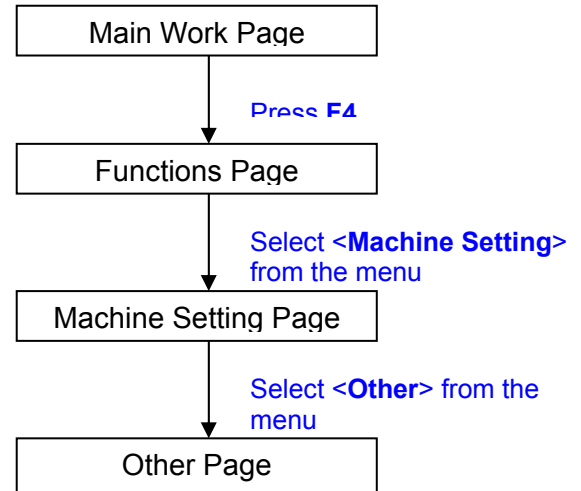 Main Work Page
Press F4
Functions Page
Select <Machine Setting>
from the menu
Machine Setting Page
Select <Other> from the
menu
Other Page